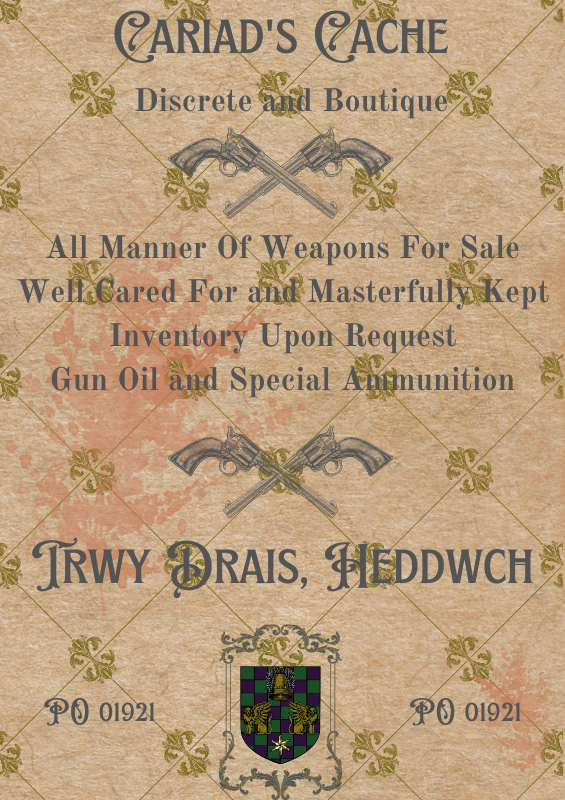 Cariad's Cache
Discrete and Boutique
All Manner Of Weapons For Sale
Well Cared For and Masterfully Kept
Inventory Upon Request
Gun Oil and Special Ammunition
Trwy Drais, Heddwch
PO 01921 PO 01921